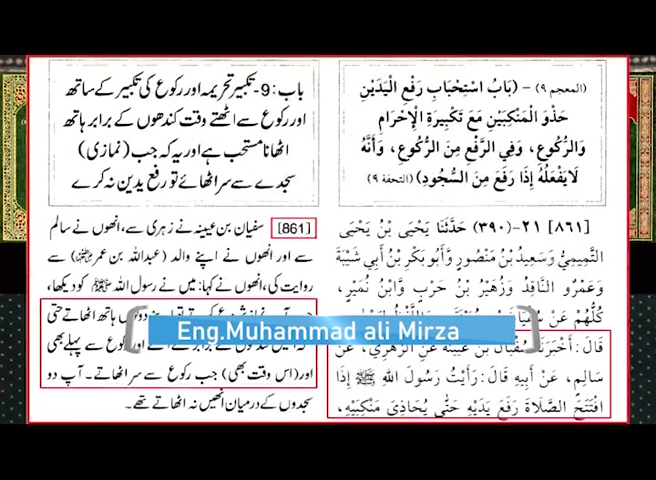 (المعجم ٩) - (بَابُ اسْتِحْبَابِ رَفْعِ الْيَدَيْنِ
حَذْوَ الْمَنْكِبَيْنِ مَعَ تَكْبِيرَةِ الْإِحْرَامِ
وَالرُّكُوعِ، وَفِي الرَّفْعِ مِنَ الرُّكُوعِ، وَأَنَّهُ
لَا يَفْعَلُهُ إِذَا رَفَعَ مِنَ السُّجُودِ) (التحفة ٩)
[٨٦١] ٢١-(٣٩٠) حَدَّثَنَا يَحْيَى بْنُ يَحْيَى
التَّمِيمِيُّ وَسَعِيدُ بْنُ مَنْصُورٍ وَأَبُو بَكْرِ بْنُ أَبِي شَيْبَةَ
وَعَمْرٌو النَّاقِدُ وَزُهَيْرُ بْنُ حَرْبٍ وَابْنُ نُمَيْرٍ،
كُلُّهُمْ عَنْ
قَالَ: أَخْبَرَنَا سُفْيَانُ بْنُ عُيَيْنَةَ عَنِ الزُّهْرِيِّ، عَنْ
سَالِمٍ، عَنْ أَبِيهِ قَالَ: رَأَيْتُ رَسُولَ اللهِ ﷺ إِذَا
افْتَتَحَ الصَّلَاةَ رَفَعَ يَدَيْهِ حَتَّى يُحَاذِيَ مَنْكِبَيْهِ،
باب: 9- تکبیر تحریمہ اور رکوع کی تکبیر کے ساتھ
اور رکوع سے اٹھتے وقت کندھوں کے برابر ہاتھ
اٹھانا مستحب ہے اور یہ کہ جب (نمازی)
سجدے سے سر اٹھائے تو رفع یدین نہ کرے
[861] سفیان بن عیینہ نے زہری سے، انھوں نے سالم
سے اور انھوں نے اپنے والد (عبداللہ بن عمر) سے
روایت کی، انھوں نے کہا: میں نے رسول اللہ ﷺ کو دیکھا،
ہاتھ اٹھاتے حتی
رکوع سے پہلے بھی
اور (اس وقت بھی) جب رکوع سے سر اٹھاتے۔ آپ دو
سجدوں کے درمیان انھیں نہ اٹھاتے تھے۔
Eng.Muhammad ali Mirza